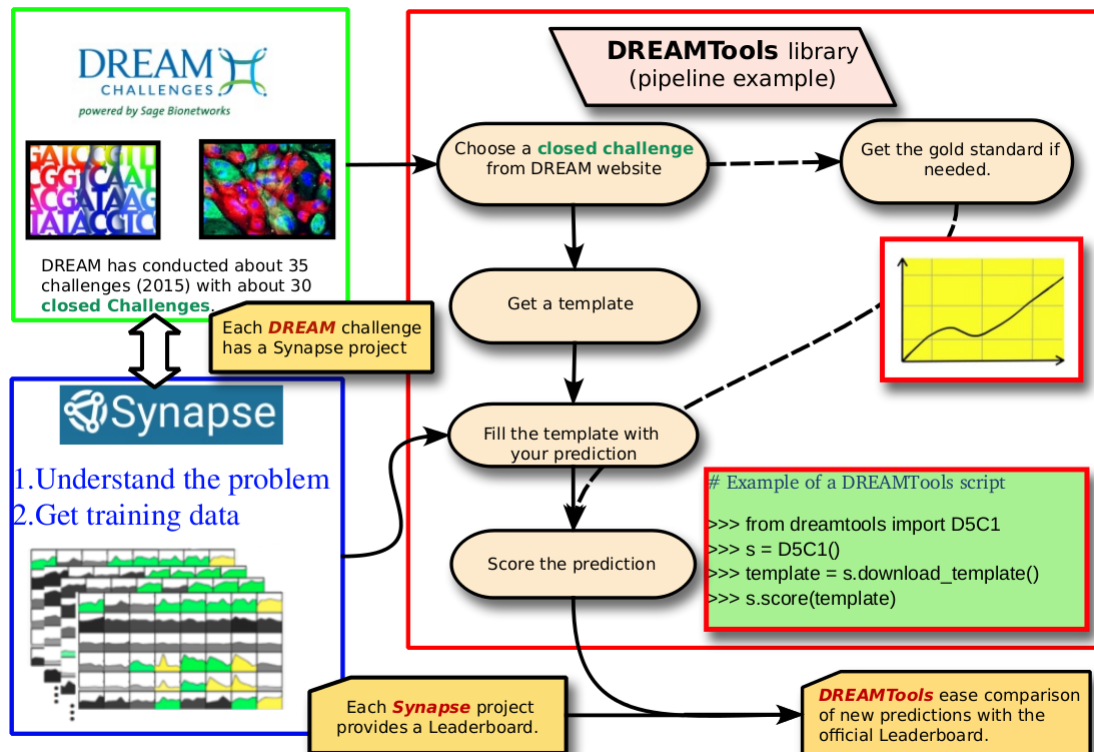 DREAM
CHALLENGES
powered by Sage Bionetworks
GATCCGTT
CGGTCAAT
ACGATAAG
TATACGTC
DREAM has conducted about 35
challenges (2015) with about 30
closed Challenges.
Each DREAM challenge
has a Synapse project
Synapse
1.Understand the problem
2.Get training data
Each Synapse project
provides a Leaderboard.
DREAMTools library
(pipeline example)
Choose a closed challenge
from DREAM website
Get the gold standard if
needed.
Get a template
Fill the template with
your prediction
Score the prediction
# Example of a DREAMTools script
>>> from dreamtools import D5C1
>>> s = D5C1()
>>> template = s.download_template()
>>> s.score(template)
DREAMTools ease comparison
of new predictions with the
official Leaderboard.